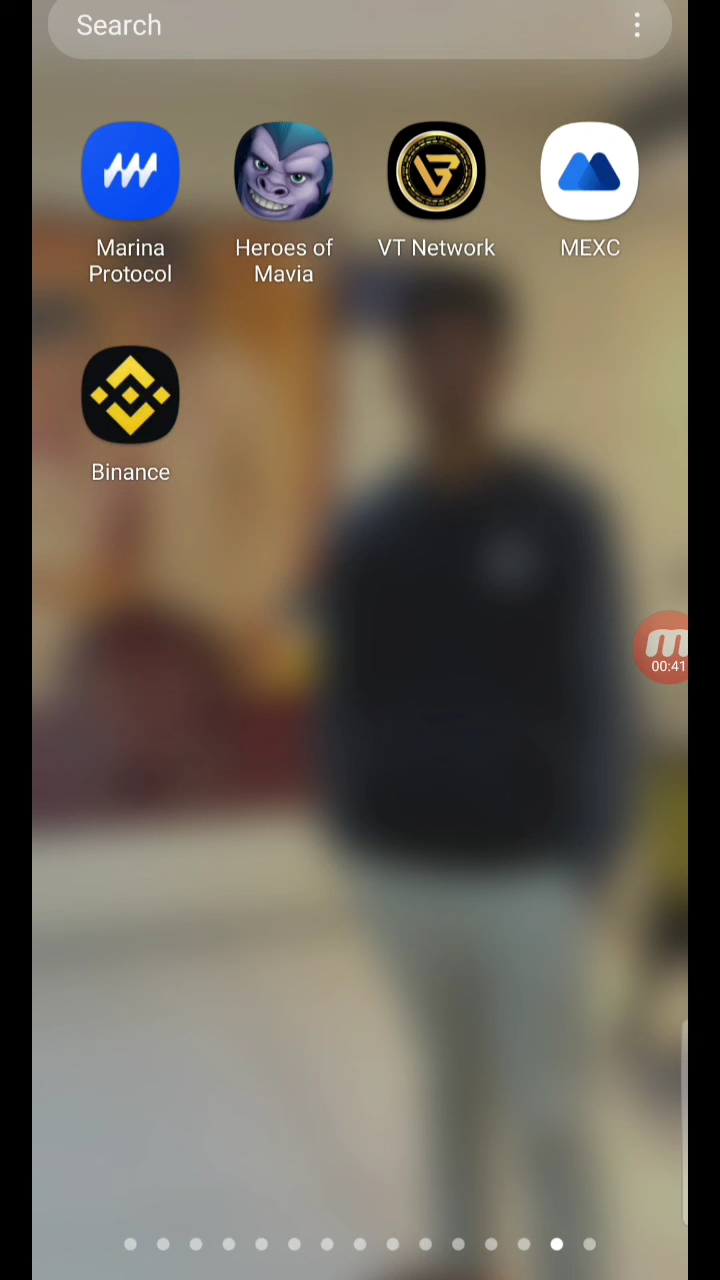 Search
Marina
Protocol
Heroes of
Mavia
VT Network
MEXC
Binance
00:41